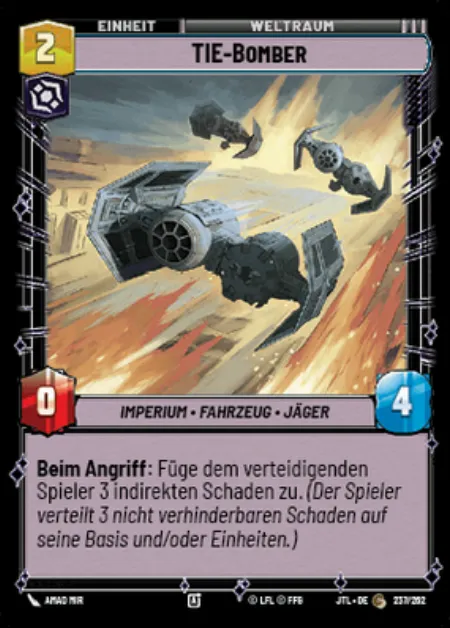 2
EINHEIT
WELTRAUM
TIE-BOMBER
0
IMPERIUM • FAHRZEUG • JÄGER
4
Beim Angriff: Füge dem verteidigenden
Spieler 3 indirekten Schaden zu. (Der Spieler
verteilt 3 nicht verhinderbaren Schaden auf
seine Basis und/oder Einheiten.)
AMAD MIR
© LFL © FFG
JTL • DE
237/262